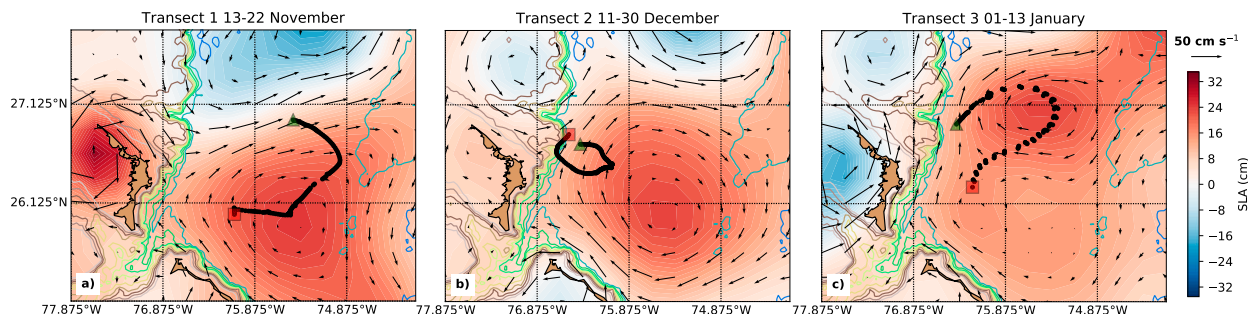 Transect 1 13-22 November
Transect 2 11-30 December
Transect 3 01-13 January
50 cm s⁻¹
27.125°N
26.125°N
a)
b)
c)
77.875°W 76.875°W 75.875°W 74.875°W
77.875°W 76.875°W 75.875°W 74.875°W
77.875°W 76.875°W 75.875°W 74.875°W
32
24
16
8
0
−8
−16
−24
−32
SLA (cm)